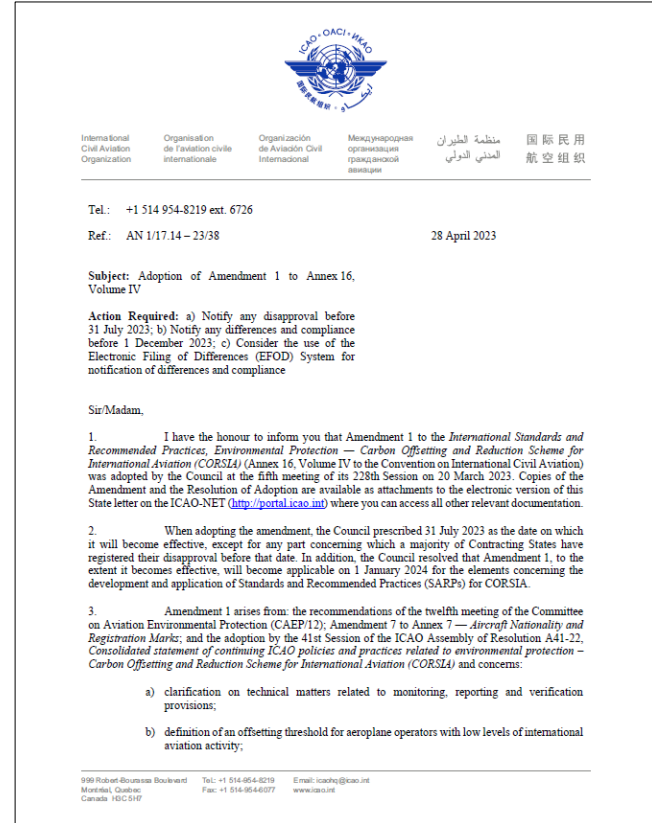 ICAO · OACI · ИКАО
国际民航组织 · إيكاو
International
Civil Aviation
Organization
Organisation
de l'aviation civile
internationale
Organización
de Aviación Civil
Internacional
Международная
организация
гражданской
авиации
منظمة الطيران
المدني الدولي
国 际 民 用
航 空 组 织
Tel.: +1 514 954-8219 ext. 6726
Ref.: AN 1/17.14 – 23/38
28 April 2023
Subject: Adoption of Amendment 1 to Annex 16,
Volume IV
Action Required: a) Notify any disapproval before
31 July 2023; b) Notify any differences and compliance
before 1 December 2023; c) Consider the use of the
Electronic Filing of Differences (EFOD) System for
notification of differences and compliance
Sir/Madam,
1. I have the honour to inform you that Amendment 1 to the International Standards and
Recommended Practices, Environmental Protection — Carbon Offsetting and Reduction Scheme for
International Aviation (CORSIA) (Annex 16, Volume IV to the Convention on International Civil Aviation)
was adopted by the Council at the fifth meeting of its 228th Session on 20 March 2023. Copies of the
Amendment and the Resolution of Adoption are available as attachments to the electronic version of this
State letter on the ICAO-NET (http://portal.icao.int) where you can access all other relevant documentation.
2. When adopting the amendment, the Council prescribed 31 July 2023 as the date on which
it will become effective, except for any part concerning which a majority of Contracting States have
registered their disapproval before that date. In addition, the Council resolved that Amendment 1, to the
extent it becomes effective, will become applicable on 1 January 2024 for the elements concerning the
development and application of Standards and Recommended Practices (SARPs) for CORSIA.
3. Amendment 1 arises from: the recommendations of the twelfth meeting of the Committee
on Aviation Environmental Protection (CAEP/12); Amendment 7 to Annex 7 — Aircraft Nationality and
Registration Marks; and the adoption by the 41st Session of the ICAO Assembly of Resolution A41-22,
Consolidated statement of continuing ICAO policies and practices related to environmental protection –
Carbon Offsetting and Reduction Scheme for International Aviation (CORSIA) and concerns:
a) clarification on technical matters related to monitoring, reporting and verification
provisions;
b) definition of an offsetting threshold for aeroplane operators with low levels of international
aviation activity;
999 Robert-Bourassa Boulevard
Montréal, Quebec
Canada H3C 5H7
Tel.: +1 514-954-8219
Fax: +1 514-954-6077
Email: icaohq@icao.int
www.icao.int